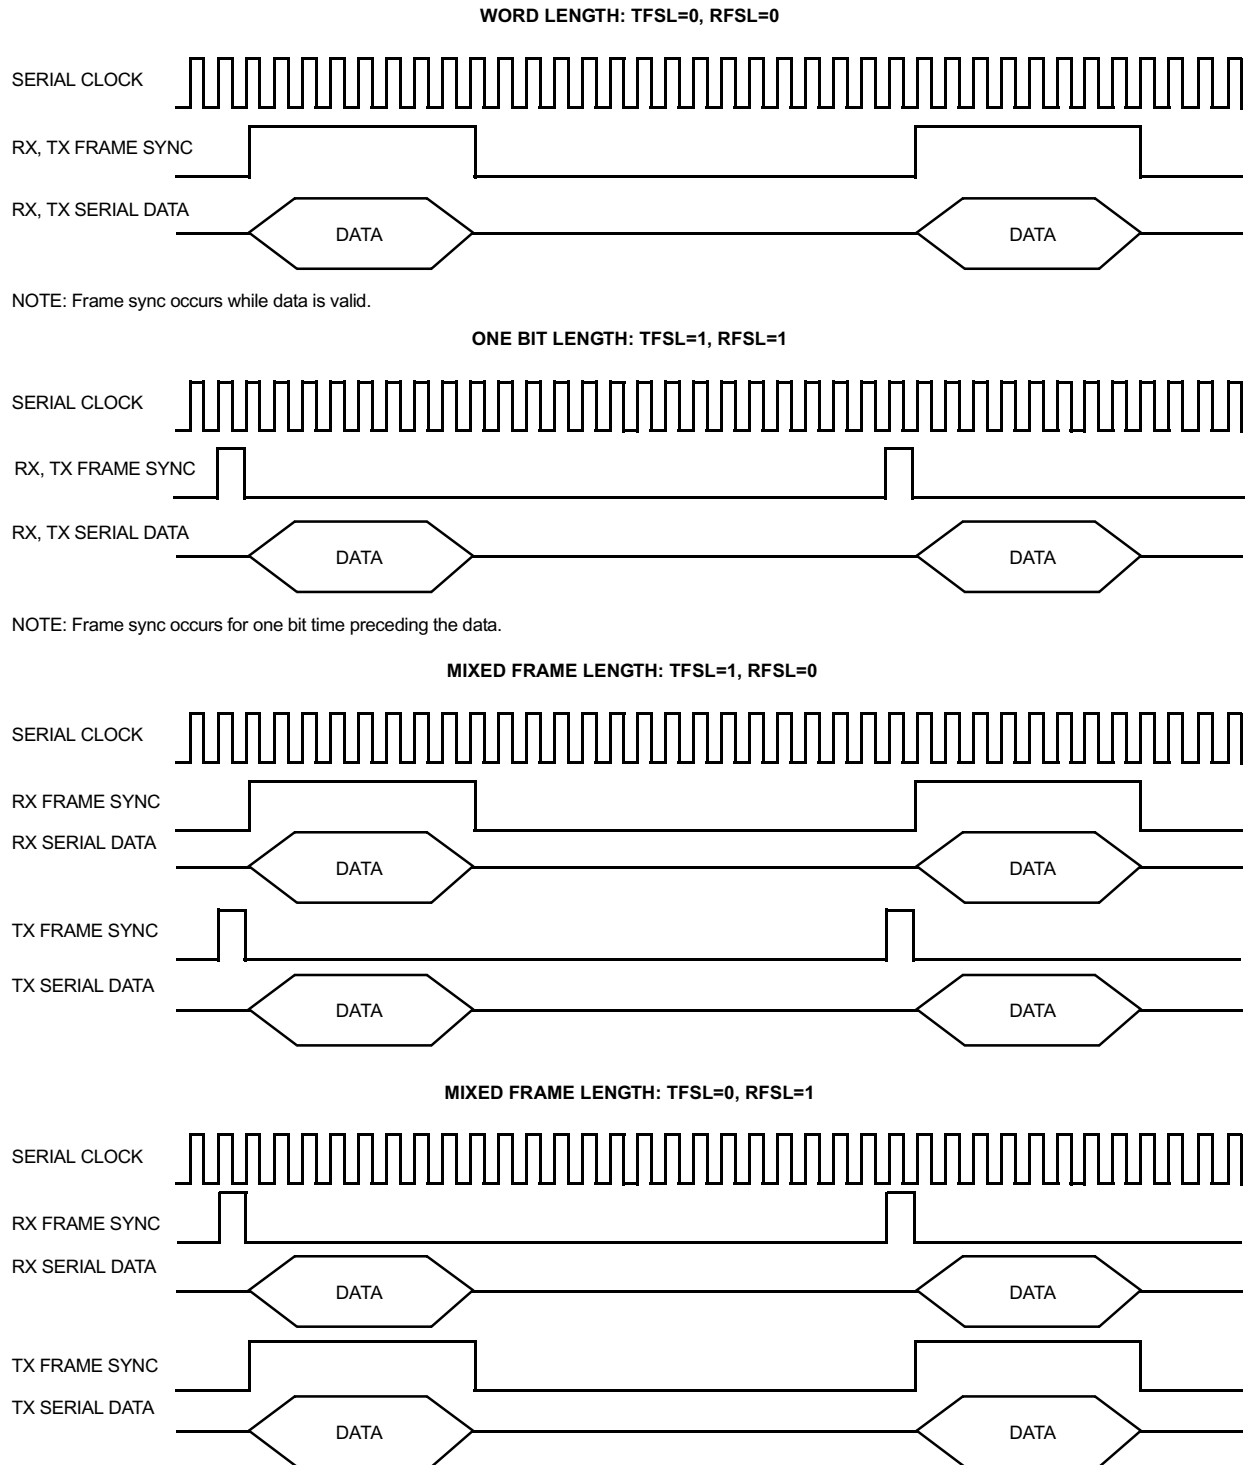 WORD LENGTH: TFSL=0, RFSL=0
SERIAL CLOCK
RX, TX FRAME SYNC
RX, TX SERIAL DATA
DATA
DATA
NOTE: Frame sync occurs while data is valid.
ONE BIT LENGTH: TFSL=1, RFSL=1
SERIAL CLOCK
RX, TX FRAME SYNC
RX, TX SERIAL DATA
DATA
DATA
NOTE: Frame sync occurs for one bit time preceding the data.
MIXED FRAME LENGTH: TFSL=1, RFSL=0
SERIAL CLOCK
RX FRAME SYNC
RX SERIAL DATA
DATA
DATA
TX FRAME SYNC
TX SERIAL DATA
DATA
DATA
MIXED FRAME LENGTH: TFSL=0, RFSL=1
SERIAL CLOCK
RX FRAME SYNC
RX SERIAL DATA
DATA
DATA
TX FRAME SYNC
TX SERIAL DATA
DATA
DATA